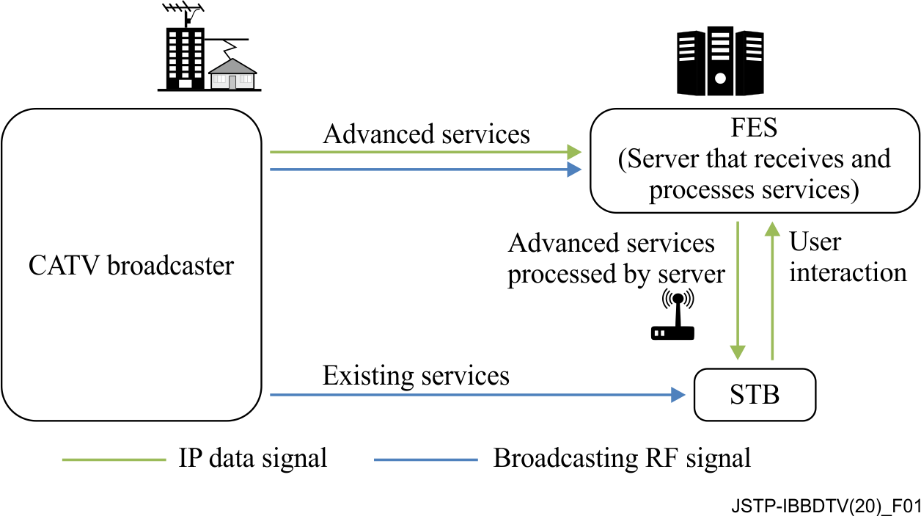 Advanced services
FES
(Server that receives and
processes services)
CATV broadcaster
Advanced services
processed by server
User
interaction
Existing services
STB
IP data signal
Broadcasting RF signal
JSTP-IBBDTV(20)_F01